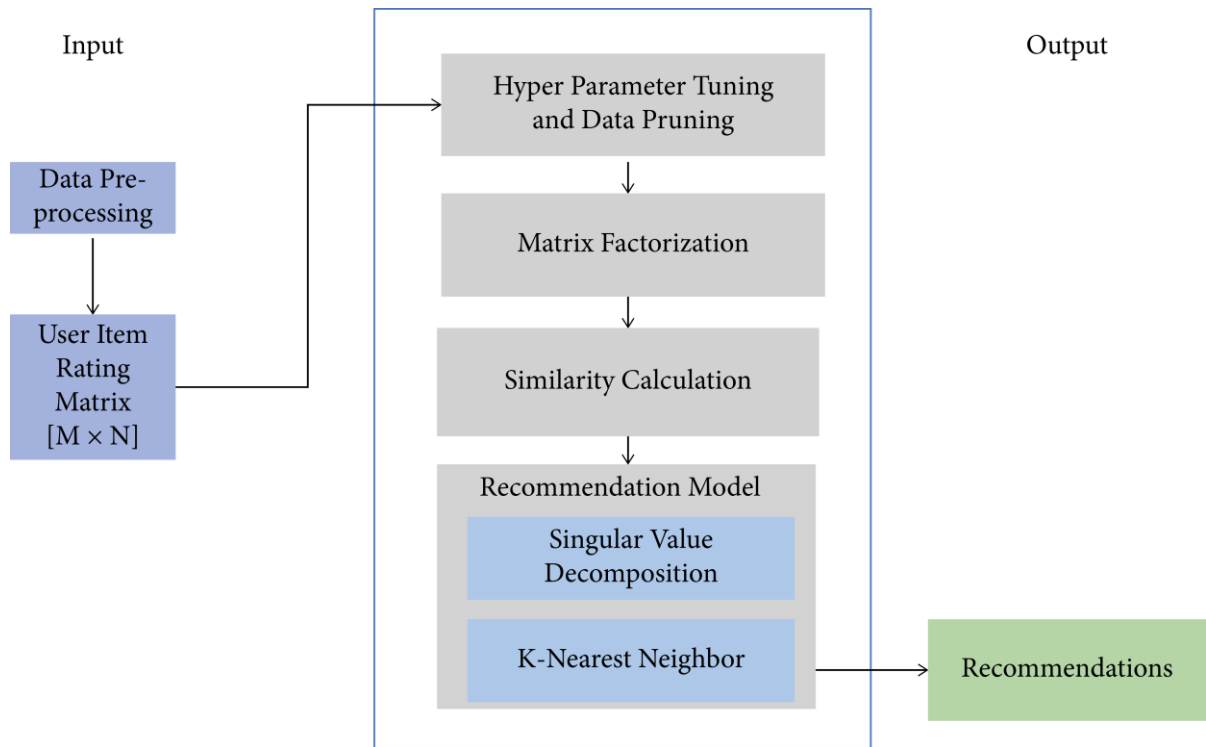 Input
Data Pre-
processing
User Item
Rating
Matrix
[M × N]
Hyper Parameter Tuning
and Data Pruning
Matrix Factorization
Similarity Calculation
Recommendation Model
Singular Value
Decomposition
K-Nearest Neighbor
Output
Recommendations